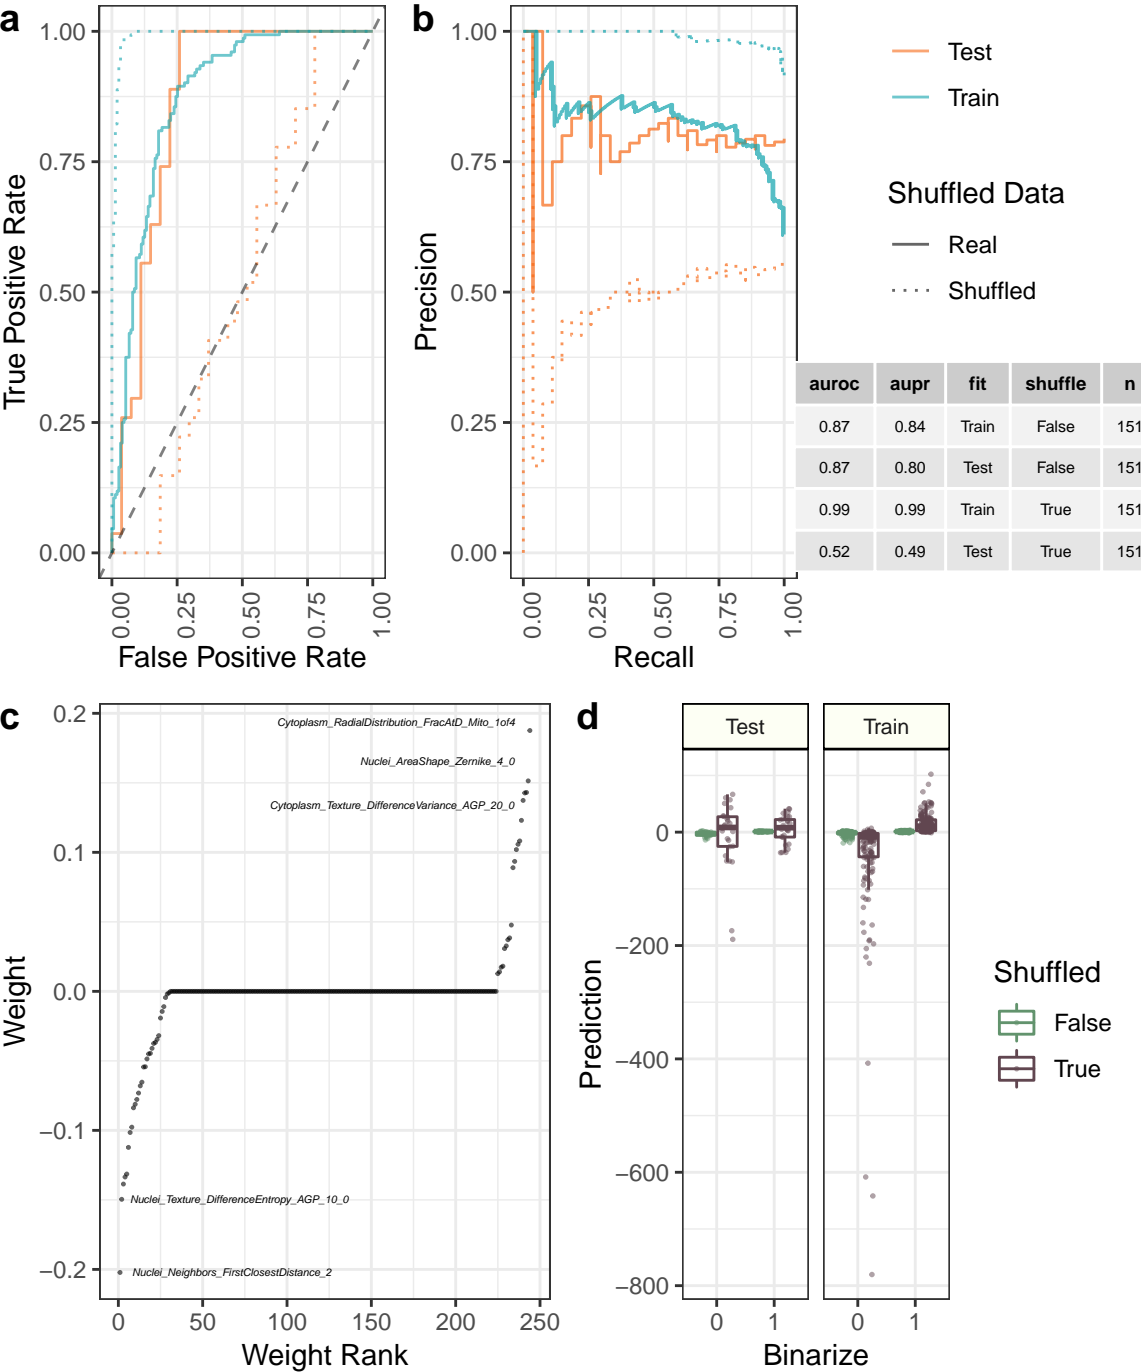 a
1.00
0.75
0.50
0.25
0.00
True Positive Rate
0.00
0.25
0.50
0.75
1.00
False Positive Rate
b
1.00
0.75
0.50
0.25
0.00
Precision
0.00
0.25
0.50
0.75
1.00
Recall
Test
Train
Shuffled Data
Real
Shuffled
auroc aupr fit shuffle n
0.87 0.84 Train False 151
0.87 0.80 Test False 151
0.99 0.99 Train True 151
0.52 0.49 Test True 151
c
0.2
0.1
0.0
−0.1
−0.2
Weight
Cytoplasm_RadialDistribution_FracAtD_Mito_1of4
Nuclei_AreaShape_Zernike_4_0
Cytoplasm_Texture_DifferenceVariance_AGP_20_0
Nuclei_Texture_DifferenceEntropy_AGP_10_0
Nuclei_Neighbors_FirstClosestDistance_2
0 50 100 150 200 250
Weight Rank
d
Test Train
0
−200
−400
−600
−800
Prediction
0 1 0 1
Binarize
Shuffled
False
True